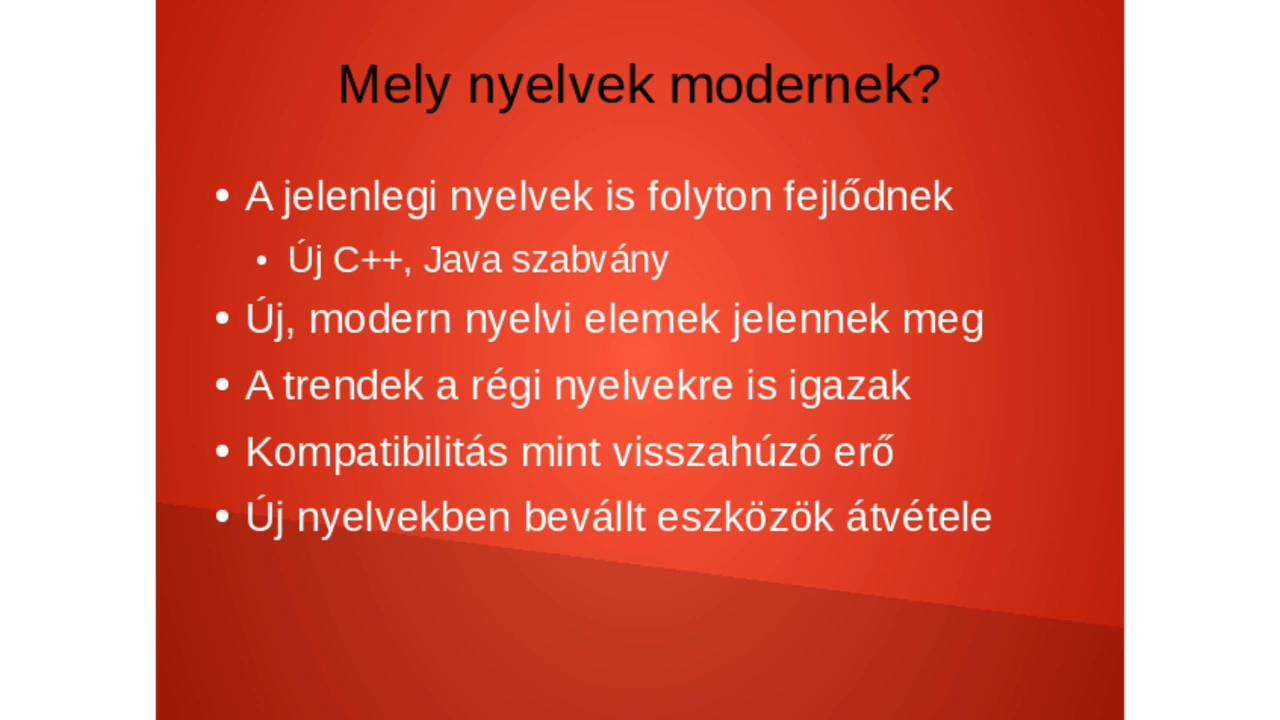 Mely nyelvek modernek?
• A jelenlegi nyelvek is folyton fejlődnek
• Új C++, Java szabvány
• Új, modern nyelvi elemek jelennek meg
• A trendek a régi nyelvekre is igazak
• Kompatibilitás mint visszahúzó erő
• Új nyelvekben bevállt eszközök átvétele